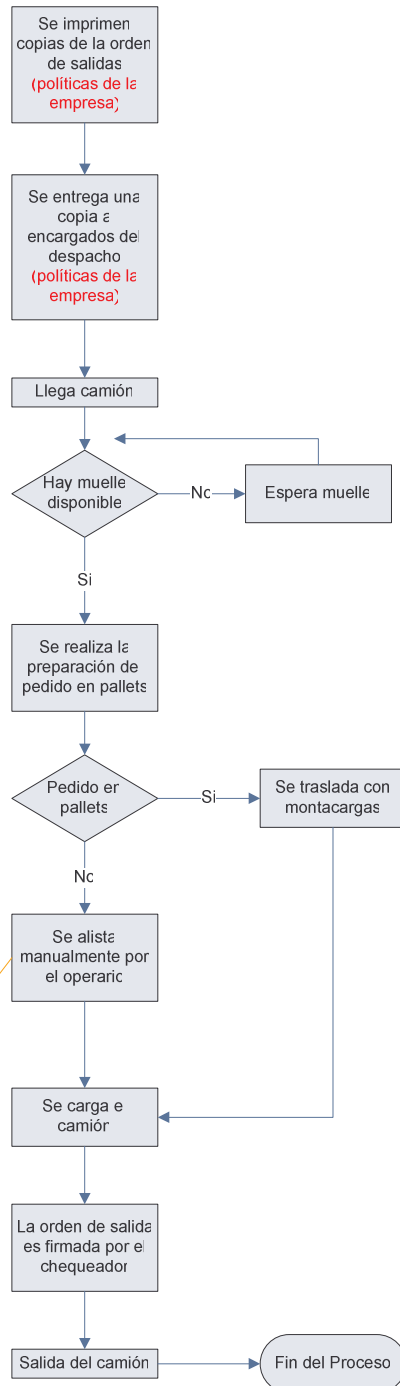 Se imprimen
copias de la orden
de salidas
(políticas de la
empresa)
Se entrega una
copia a
encargados del
despacho
(políticas de la
empresa)
Llega camión
Hay muelle
disponible
No
Espera muelle
Si
Se realiza la
preparación de
pedido en pallets
Pedido en
pallets
Si
Se traslada con
montacargas
No
Se alista
manualmente por
el operario
Se carga e
camión
La orden de salida
es firmada por el
chequeador
Salida del camión
Fin del Proceso